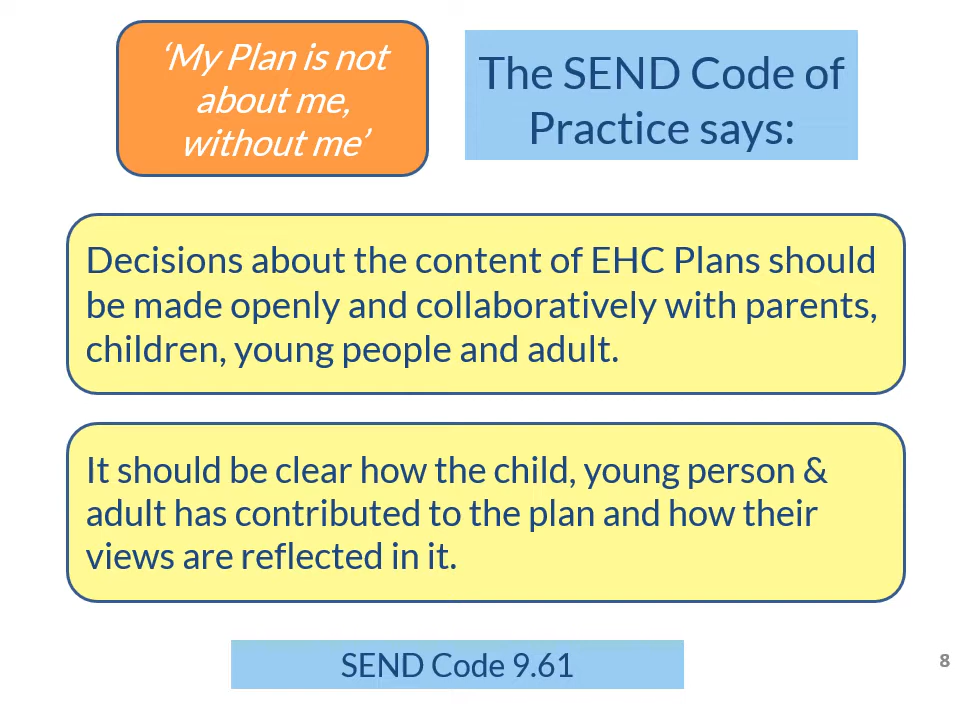 ‘My Plan is not
about me,
without me’
The SEND Code of
Practice says:
Decisions about the content of EHC Plans should
be made openly and collaboratively with parents,
children, young people and adult.
It should be clear how the child, young person &
adult has contributed to the plan and how their
views are reflected in it.
SEND Code 9.61
8